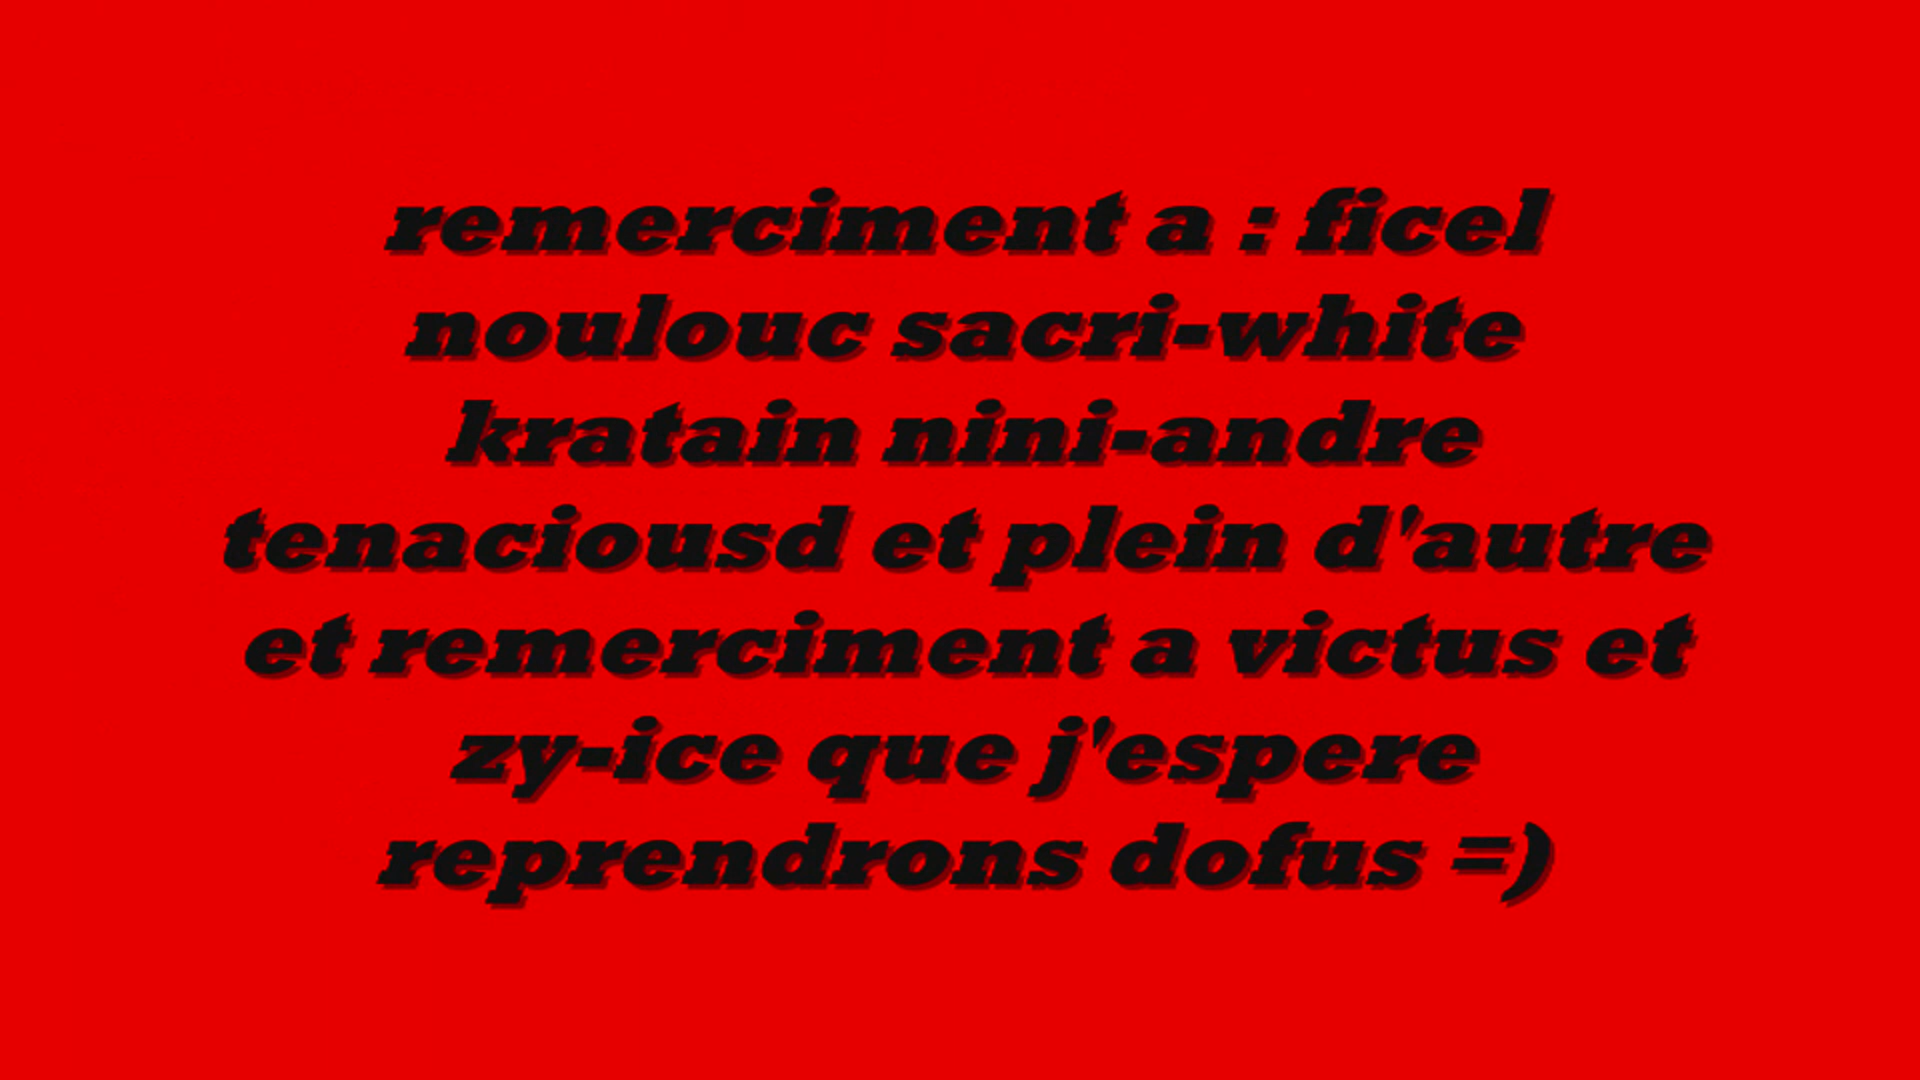 remerciment a : ficel
noulouc sacri-white
kratain nini-andre
tenaciousd et plein d'autre
et remerciment a victus et
zy-ice que j'espere
reprendrons dofus =)